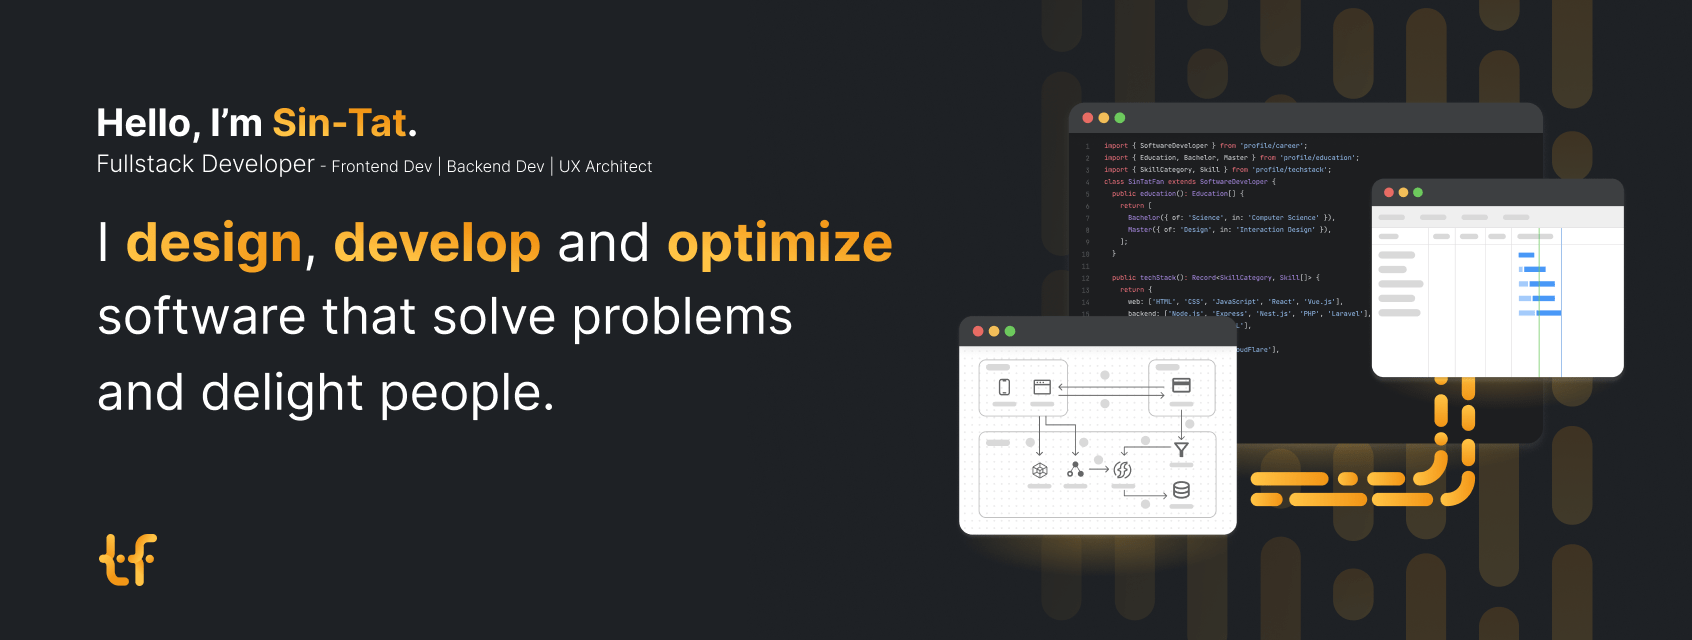 Hello, I’m Sin-Tat.
Fullstack Developer - Frontend Dev | Backend Dev | UX Architect
I design, develop and optimize
software that solve problems
and delight people.
tf
1 import { SoftwareDeveloper } from 'profile/career';
2 import { Education, Bachelor, Master } from 'profile/education';
3 import { SkillCategory, Skill } from 'profile/techstack';
4 class SinTatFan extends SoftwareDeveloper {
5 public education(): Education[] {
6 return [
7 Bachelor({ of: 'Science', in: 'Computer Science' }),
8 Master({ of: 'Design', in: 'Interaction Design' }),
9 ];
10 }
11
12 public techStack(): Record<SkillCategory, Skill[]> {
13 return {
14 web: ['HTML', 'CSS', 'JavaScript', 'React', 'Vue.js'],
15 backend: ['Node.js', 'Express', 'Nest.js', 'PHP', 'Laravel'],
L'],
oudFlare'],